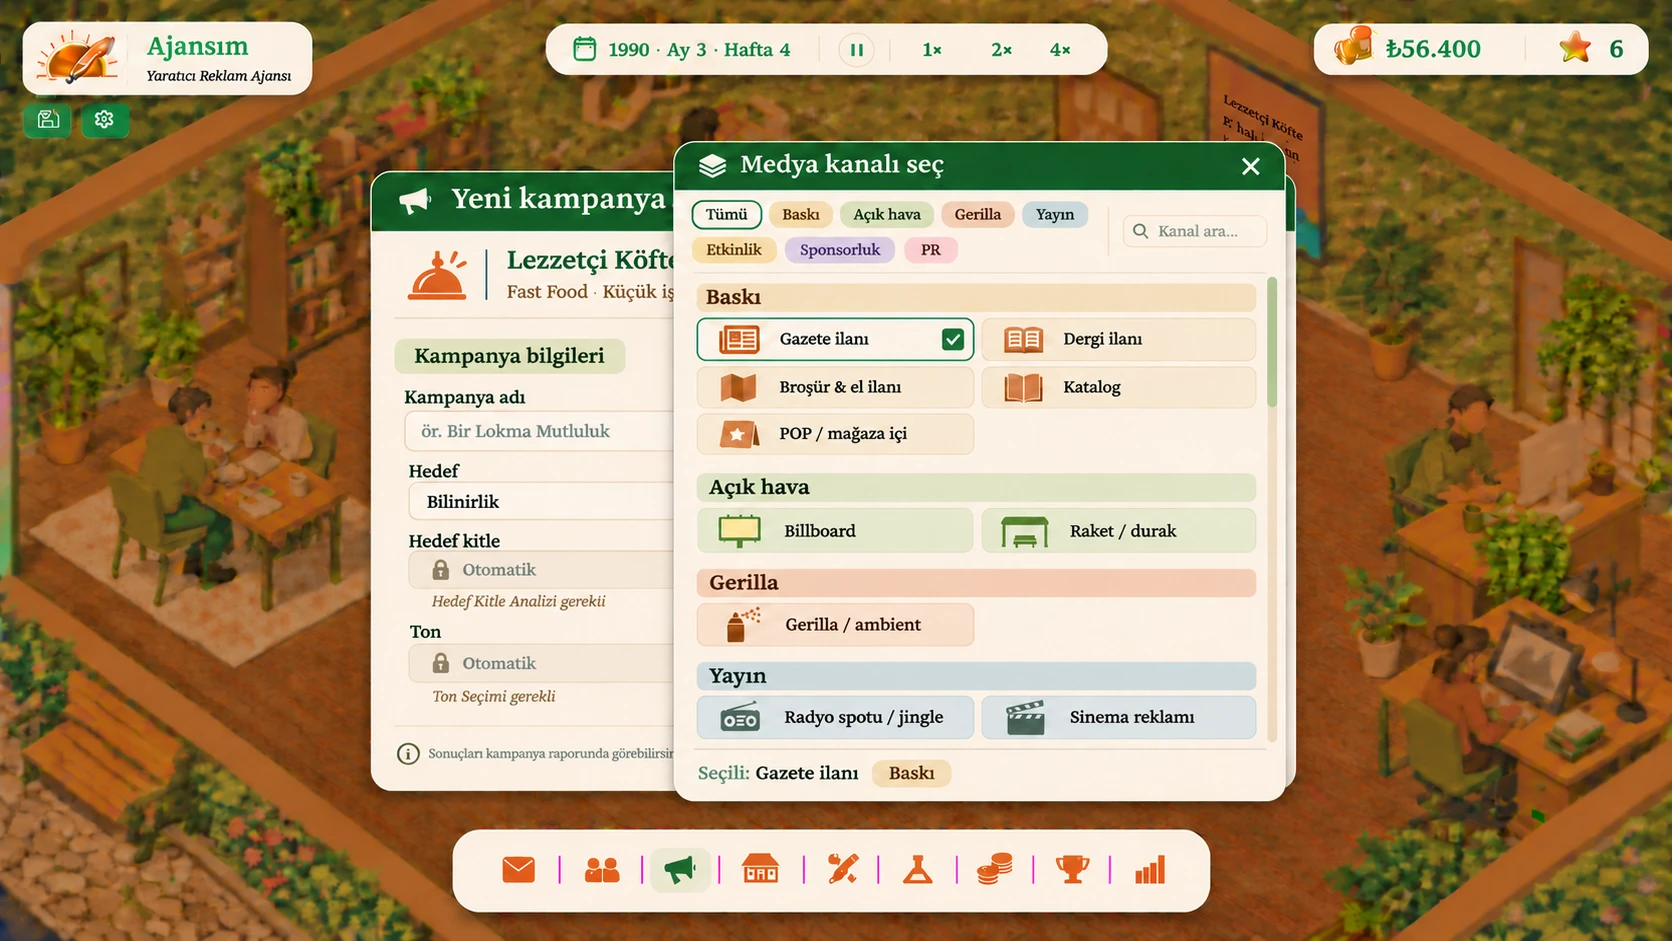 Ajansım
Yaratıcı Reklam Ajansı
1990 · Ay 3 · Hafta 4
1×
2×
4×
₺56.400
6
Lezzetçi Köfte
Yeni kampanya
Lezzetçi Köfte
Fast Food · Küçük iş
Kampanya bilgileri
Kampanya adı
ör. Bir Lokma Mutluluk
Hedef
Bilinirlik
Hedef kitle
Otomatik
Hedef Kitle Analizi gerekii
Ton
Otomatik
Ton Seçimi gerekli
Sonuçları kampanya raporunda görebilirsin
Medya kanalı seç
Tümü
Baskı
Açık hava
Gerilla
Yayın
Etkinlik
Sponsorluk
PR
Kanal ara...
Baskı
Gazete ilanı
Dergi ilanı
Broşür & el ilanı
Katalog
POP / mağaza içi
Açık hava
Billboard
Raket / durak
Gerilla
Gerilla / ambient
Yayın
Radyo spotu / jingle
Sinema reklamı
Seçili: Gazete ilanı
Baskı